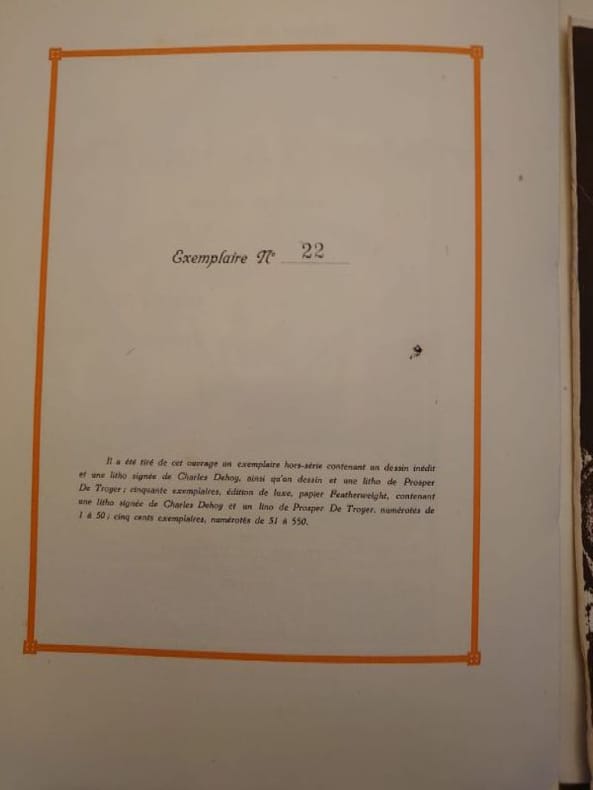 Exemplaire No 22
Il a été tiré de cet ouvrage un exemplaire hors-série contenant un dessin inédit
et une litho signée de Charles Dehoy, ainsi qu'un dessin et une litho de Prosper
De Troyer ; cinquante exemplaires, édition de luxe, papier Featherweight, contenant
une litho signée de Charles Dehoy et un lino de Prosper De Troyer, numérotés de
1 à 50 ; cinq cents exemplaires, numérotés de 51 à 550.